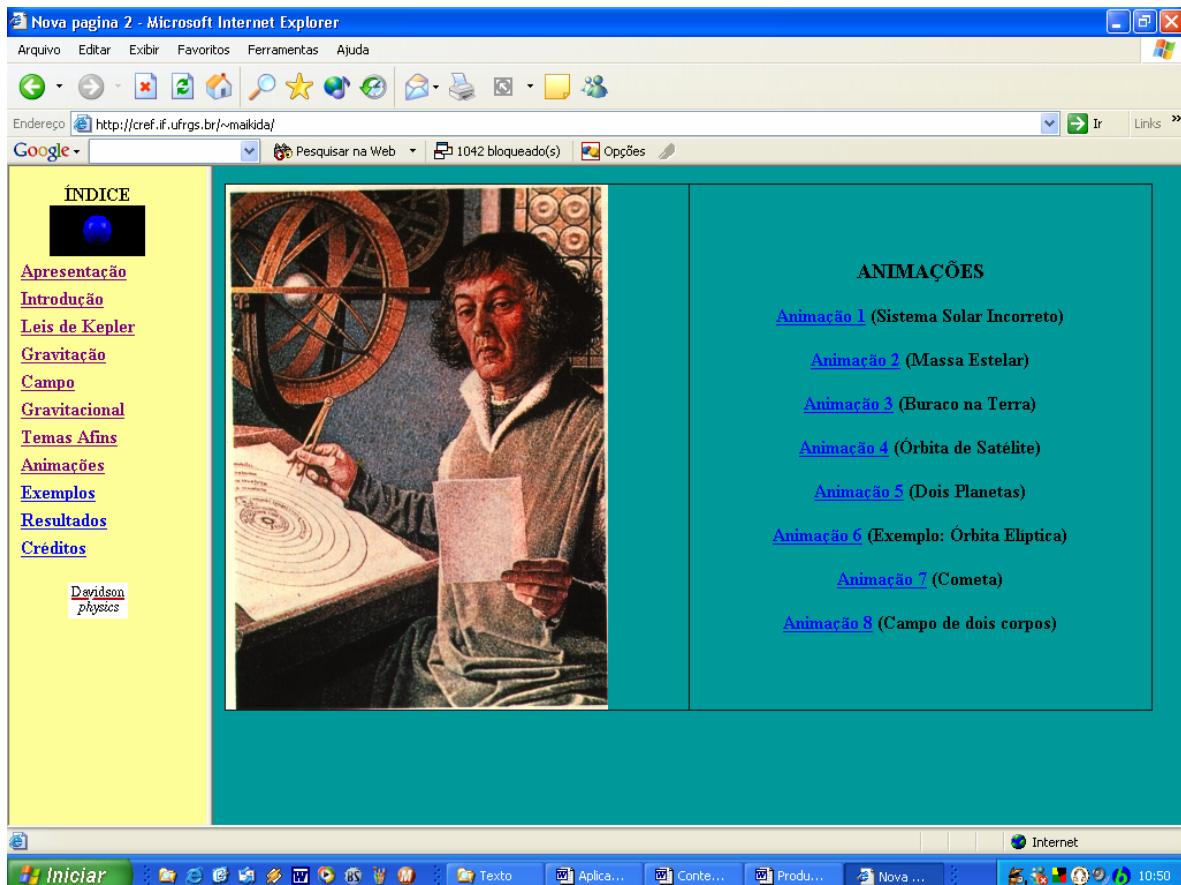 Nova pagina 2 - Microsoft Internet Explorer
Arquivo Editar Exibir Favoritos Ferramentas Ajuda
Endereço http://cref.if.ufrgs.br/~maikida/ Ir Links »
Google Pesquisar na Web 1042 bloqueado(s) Opções
ÍNDICE
Apresentação
Introdução
Leis de Kepler
Gravitação
Campo
Gravitacional
Temas Afins
Animações
Exemplos
Resultados
Créditos
Davidson
physics
ANIMAÇÕES
Animação 1 (Sistema Solar Incorreto)
Animação 2 (Massa Estelar)
Animação 3 (Buraco na Terra)
Animação 4 (Órbita de Satélite)
Animação 5 (Dois Planetas)
Animação 6 (Exemplo: Órbita Elíptica)
Animação 7 (Cometa)
Animação 8 (Campo de dois corpos)
Internet
Iniciar Texto Aplica... Conte... Produ... Nova ... 10:50